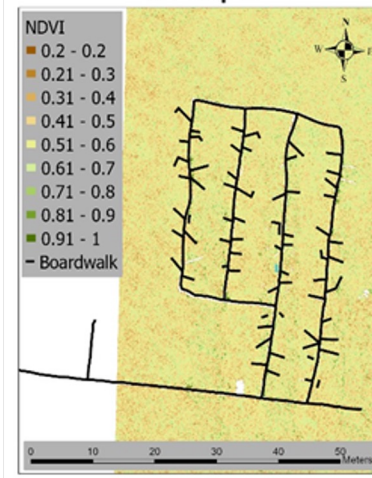 NDVI
0.2 - 0.2
0.21 - 0.3
0.31 - 0.4
0.41 - 0.5
0.51 - 0.6
0.61 - 0.7
0.71 - 0.8
0.81 - 0.9
0.91 - 1
Boardwalk
N
W
S
0 10 20 30 40 50
Meters